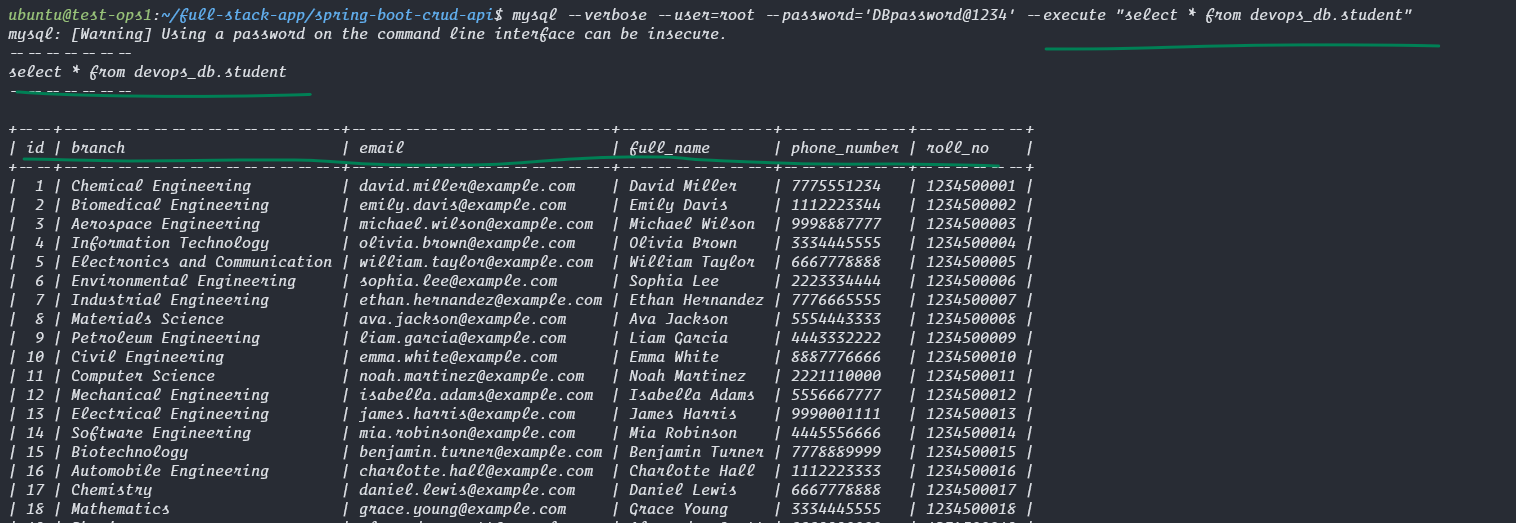 ubuntu@test-ops1:~/full-stack-app/spring-boot-crud-api$ mysql --verbose --user=root --password='DBpassword@1234' --execute "select * from devops_db.student"
mysql: [Warning] Using a password on the command line interface can be insecure.
--------------
select * from devops_db.student
--------------
+----+-------------------------------+-----------------------------+-----------------+--------------+------------+
| id | branch                        | email                       | full_name       | phone_number | roll_no    |
+----+-------------------------------+-----------------------------+-----------------+--------------+------------+
|  1 | Chemical Engineering          | david.miller@example.com    | David Miller    | 7775551234   | 1234500001 |
|  2 | Biomedical Engineering        | emily.davis@example.com     | Emily Davis     | 1112223344   | 1234500002 |
|  3 | Aerospace Engineering         | michael.wilson@example.com  | Michael Wilson  | 9998887777   | 1234500003 |
|  4 | Information Technology        | olivia.brown@example.com    | Olivia Brown    | 3334445555   | 1234500004 |
|  5 | Electronics and Communication | william.taylor@example.com  | William Taylor  | 6667778888   | 1234500005 |
|  6 | Environmental Engineering     | sophia.lee@example.com      | Sophia Lee      | 2223334444   | 1234500006 |
|  7 | Industrial Engineering        | ethan.hernandez@example.com | Ethan Hernandez | 7776665555   | 1234500007 |
|  8 | Materials Science             | ava.jackson@example.com     | Ava Jackson     | 5554443333   | 1234500008 |
|  9 | Petroleum Engineering         | liam.garcia@example.com     | Liam Garcia     | 4443332222   | 1234500009 |
| 10 | Civil Engineering             | emma.white@example.com      | Emma White      | 8887776666   | 1234500010 |
| 11 | Computer Science              | noah.martinez@example.com   | Noah Martinez   | 2221110000   | 1234500011 |
| 12 | Mechanical Engineering        | isabella.adams@example.com  | Isabella Adams  | 5556667777   | 1234500012 |
| 13 | Electrical Engineering        | james.harris@example.com    | James Harris    | 9990001111   | 1234500013 |
| 14 | Software Engineering          | mia.robinson@example.com    | Mia Robinson    | 4445556666   | 1234500014 |
| 15 | Biotechnology                 | benjamin.turner@example.com | Benjamin Turner | 7778889999   | 1234500015 |
| 16 | Automobile Engineering        | charlotte.hall@example.com  | Charlotte Hall  | 1112223333   | 1234500016 |
| 17 | Chemistry                     | daniel.lewis@example.com    | Daniel Lewis    | 6667778888   | 1234500017 |
| 18 | Mathematics                   | grace.young@example.com     | Grace Young     | 3334445555   | 1234500018 |